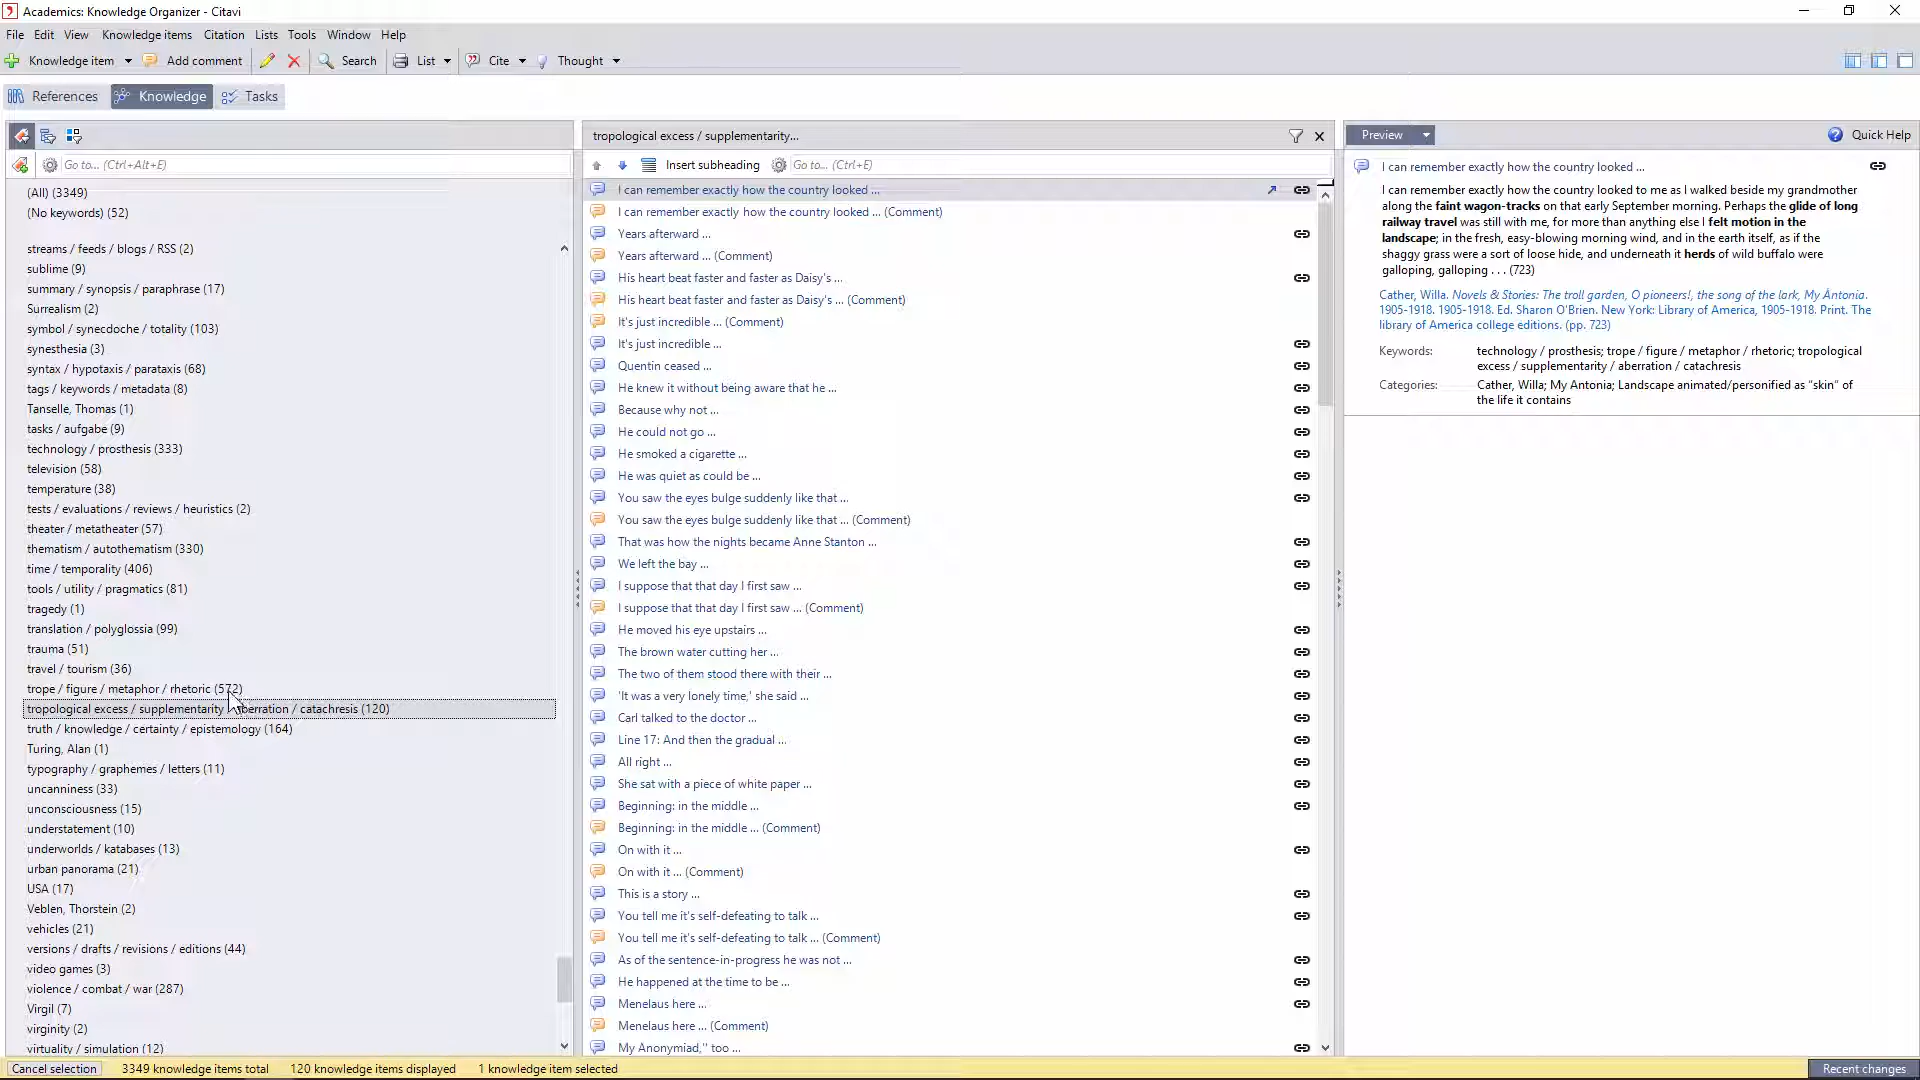 Academics: Knowledge Organizer - Citavi
File Edit View Knowledge items Citation Lists Tools Window Help
Knowledge item Add comment Search List Cite Thought
References Knowledge Tasks
Go to... (Ctrl+Alt+E)
(All) (3349)
(No keywords) (52)
streams / feeds / blogs / RSS (2)
sublime (9)
summary / synopsis / paraphrase (17)
Surrealism (2)
symbol / synecdoche / totality (103)
synesthesia (3)
syntax / hypotaxis / parataxis (68)
tags / keywords / metadata (8)
Tanselle, Thomas (1)
tasks / aufgabe (9)
technology / prosthesis (333)
television (58)
temperature (38)
tests / evaluations / reviews / heuristics (2)
theater / metatheater (57)
thematism / autothematism (330)
time / temporality (406)
tools / utility / pragmatics (81)
tragedy (1)
translation / polyglossia (99)
trauma (51)
travel / tourism (36)
trope / figure / metaphor / rhetoric (572)
tropological excess / supplementarity / aberration / catachresis (120)
truth / knowledge / certainty / epistemology (164)
Turing, Alan (1)
typography / graphemes / letters (11)
uncanniness (33)
unconsciousness (15)
understatement (10)
underworlds / katabases (13)
urban panorama (21)
USA (17)
Veblen, Thorstein (2)
vehicles (21)
versions / drafts / revisions / editions (44)
video games (3)
violence / combat / war (287)
Virgil (7)
virginity (2)
virtuality / simulation (12)
tropological excess / supplementarity...
Insert subheading Go to... (Ctrl+E)
I can remember exactly how the country looked ...
I can remember exactly how the country looked ... (Comment)
Years afterward ...
Years afterward ... (Comment)
His heart beat faster and faster as Daisy's ...
His heart beat faster and faster as Daisy's ... (Comment)
It's just incredible ... (Comment)
It's just incredible ...
Quentin ceased ...
He knew it without being aware that he ...
Because why not ...
He could not go ...
He smoked a cigarette ...
He was quiet as could be ...
You saw the eyes bulge suddenly like that ...
You saw the eyes bulge suddenly like that ... (Comment)
That was how the nights became Anne Stanton ...
We left the bay ...
I suppose that that day I first saw ...
I suppose that that day I first saw ... (Comment)
He moved his eye upstairs ...
The brown water cutting her ...
The two of them stood there with their ...
'It was a very lonely time,' she said ...
Carl talked to the doctor ...
Line 17: And then the gradual ...
All right ...
She sat with a piece of white paper ...
Beginning: in the middle ...
Beginning: in the middle ... (Comment)
On with it ...
On with it ... (Comment)
This is a story ...
You tell me it's self-defeating to talk ...
You tell me it's self-defeating to talk ... (Comment)
As of the sentence-in-progress he was not ...
He happened at the time to be ...
Menelaus here ...
Menelaus here ... (Comment)
My Anonymiad," too ...
Preview Quick Help
I can remember exactly how the country looked ...
I can remember exactly how the country looked to me as I walked beside my grandmother
along the faint wagon-tracks on that early September morning. Perhaps the glide of long
railway travel was still with me, for more than anything else I felt motion in the
landscape; in the fresh, easy-blowing morning wind, and in the earth itself, as if the
shaggy grass were a sort of loose hide, and underneath it herds of wild buffalo were
galloping, galloping . . . (723)
Cather, Willa. Novels & Stories: The troll garden, O pioneers!, the song of the lark, My Ántonia.
1905-1918. 1905-1918. Ed. Sharon O'Brien. New York: Library of America, 1905-1918. Print. The
library of America college editions. (pp. 723)
Keywords: technology / prosthesis; trope / figure / metaphor / rhetoric; tropological
excess / supplementarity / aberration / catachresis
Categories: Cather, Willa; My Antonia; Landscape animated/personified as "skin" of
the life it contains
Cancel selection 3349 knowledge items total 120 knowledge items displayed 1 knowledge item selected Recent changes